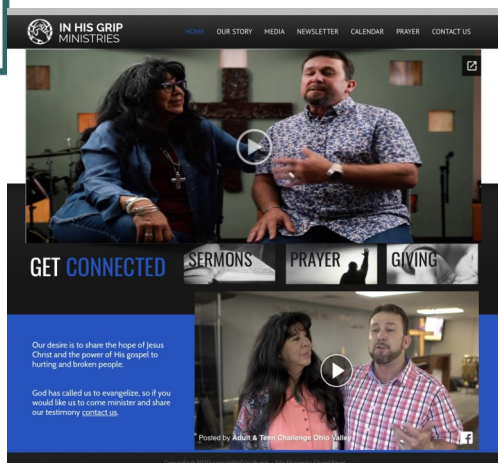 IN HIS GRIP
MINISTRIES
HOME OUR STORY MEDIA NEWSLETTER CALENDAR PRAYER CONTACT US
GET CONNECTED
SERMONS PRAYER GIVING
Our desire is to share the hope of Jesus
Christ and the power of His gospel to
hurting and broken people.
God has called us to evangelize, so if you
would like us to come minister and share
our testimony contact us.
Posted by Adult & Teen Challenge Ohio Valley